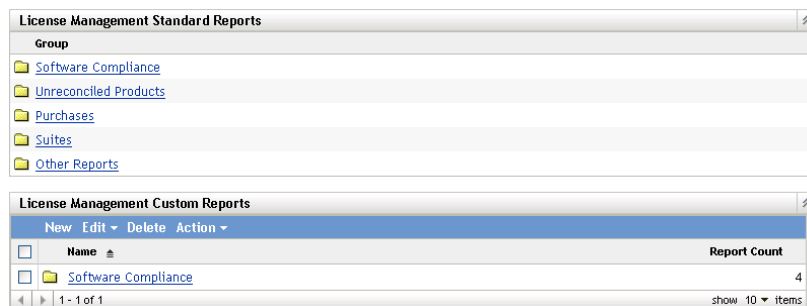 License Management Standard Reports
Group
Software Compliance
Unreconciled Products
Purchases
Suites
Other Reports
License Management Custom Reports
New Edit Delete Action
Name Report Count
Software Compliance 4
1 - 1 of 1 show 10 items